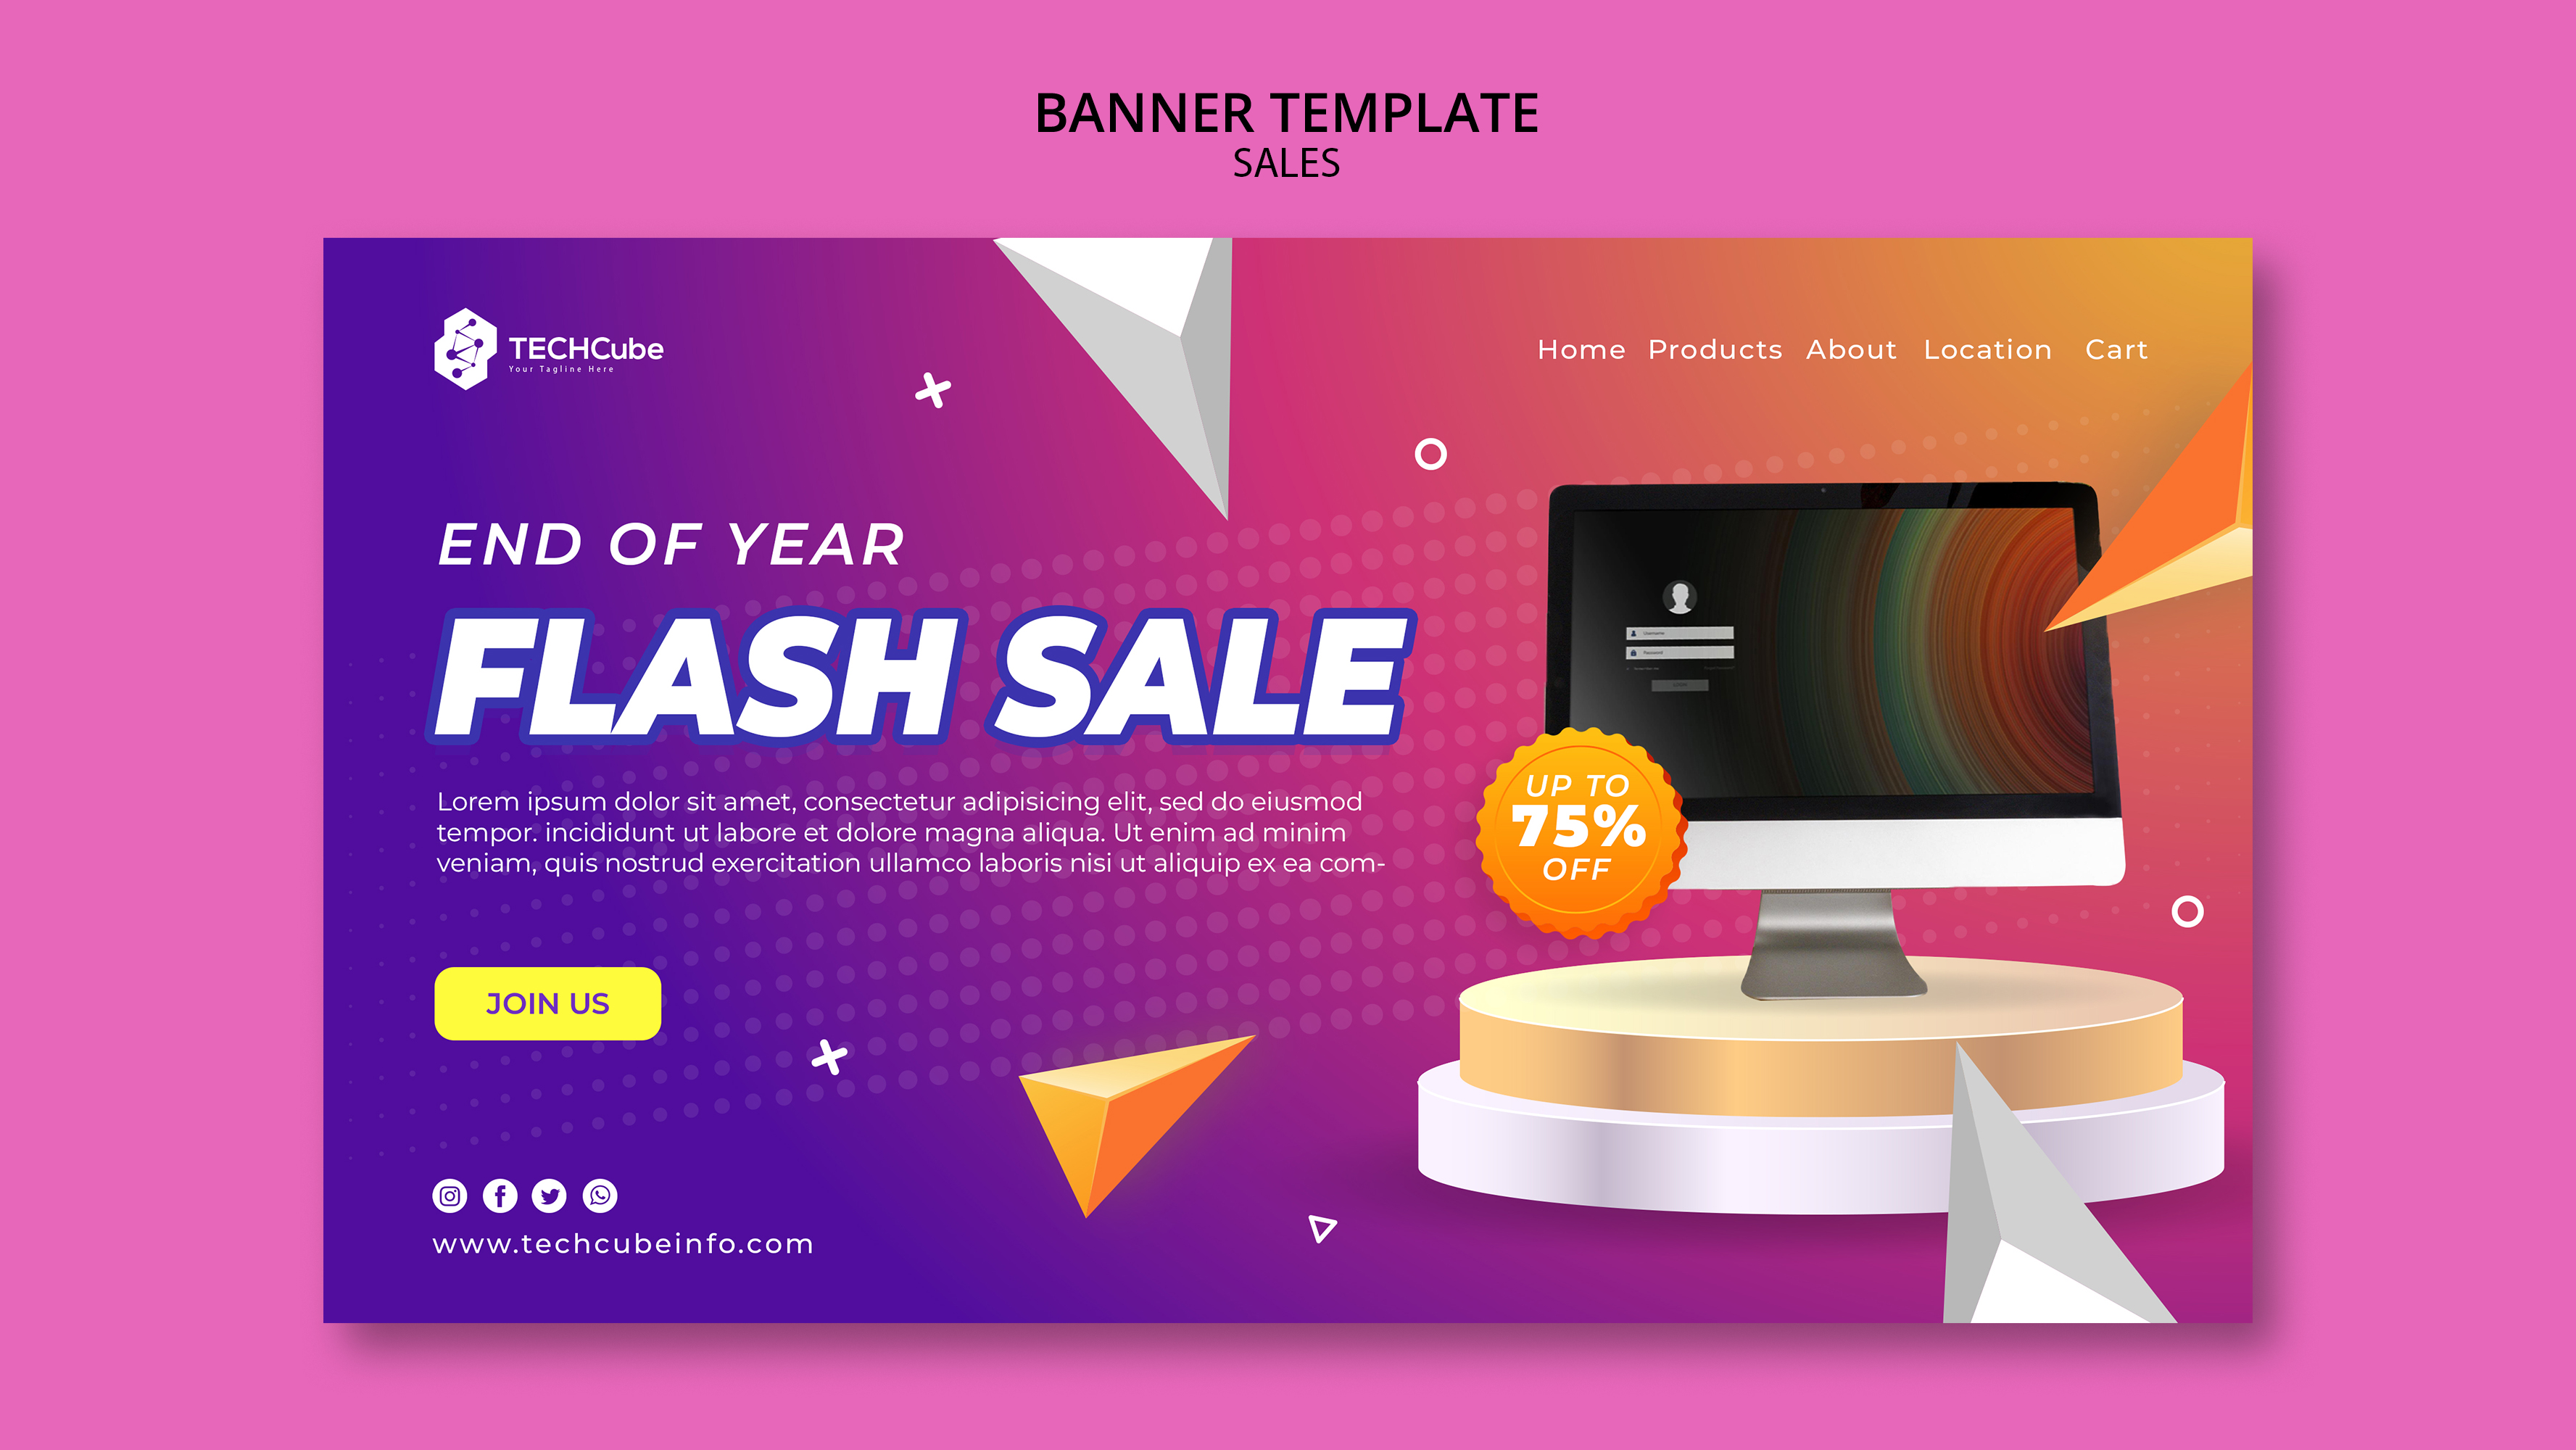 BANNER TEMPLATE
SALES
TECHCube
Your Tagline Here
Home Products About Location Cart
END OF YEAR
FLASH SALE
Lorem ipsum dolor sit amet, consectetur adipisicing elit, sed do eiusmod
tempor. incididunt ut labore et dolore magna aliqua. Ut enim ad minim
veniam, quis nostrud exercitation ullamco laboris nisi ut aliquip ex ea com-
Username
Password
LOGIN
UP TO
75%
OFF
JOIN US
www.techcubeinfo.com